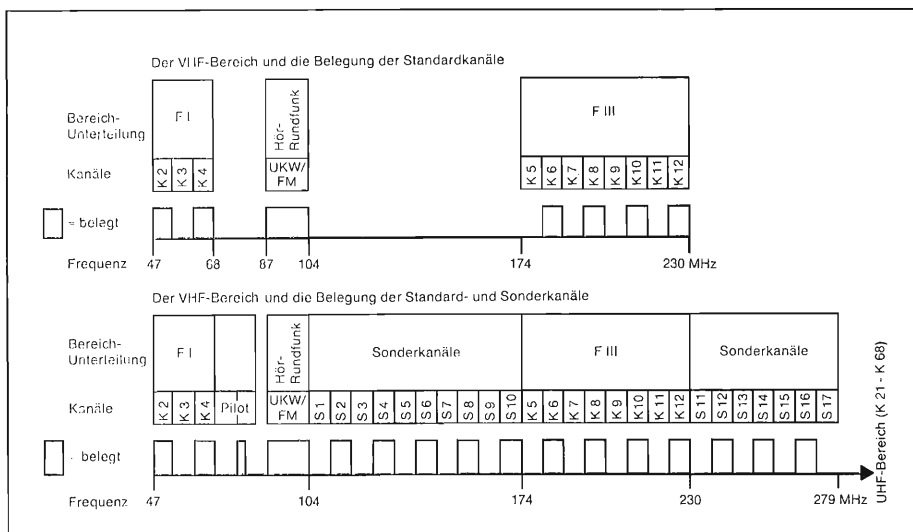 Der VHF-Bereich und die Belegung der Standardkanäle
Bereich-
Unterteilung
F I
Hör-
Rundfunk
F III
Kanäle
K 2
K 3
K 4
UKW/
FM
K 5
K 6
K 7
K 8
K 9
K 10
K 11
K 12
= belegt
Frequenz
47
68
87
104
174
230 MHz
Der VHF-Bereich und die Belegung der Standard- und Sonderkanäle
Bereich-
Unterteilung
F I
Hör-
Rundfunk
Sonderkanäle
F III
Sonderkanäle
Kanäle
K 2
K 3
K 4
Pilot
UKW/
FM
S 1
S 2
S 3
S 4
S 5
S 6
S 7
S 8
S 9
S 10
K 5
K 6
K 7
K 8
K 9
K 10
K 11
K 12
S 11
S 12
S 13
S 14
S 15
S 16
S 17
= belegt
Frequenz
47
104
174
230
279 MHz
UHF-Bereich (K 21 - K 68)